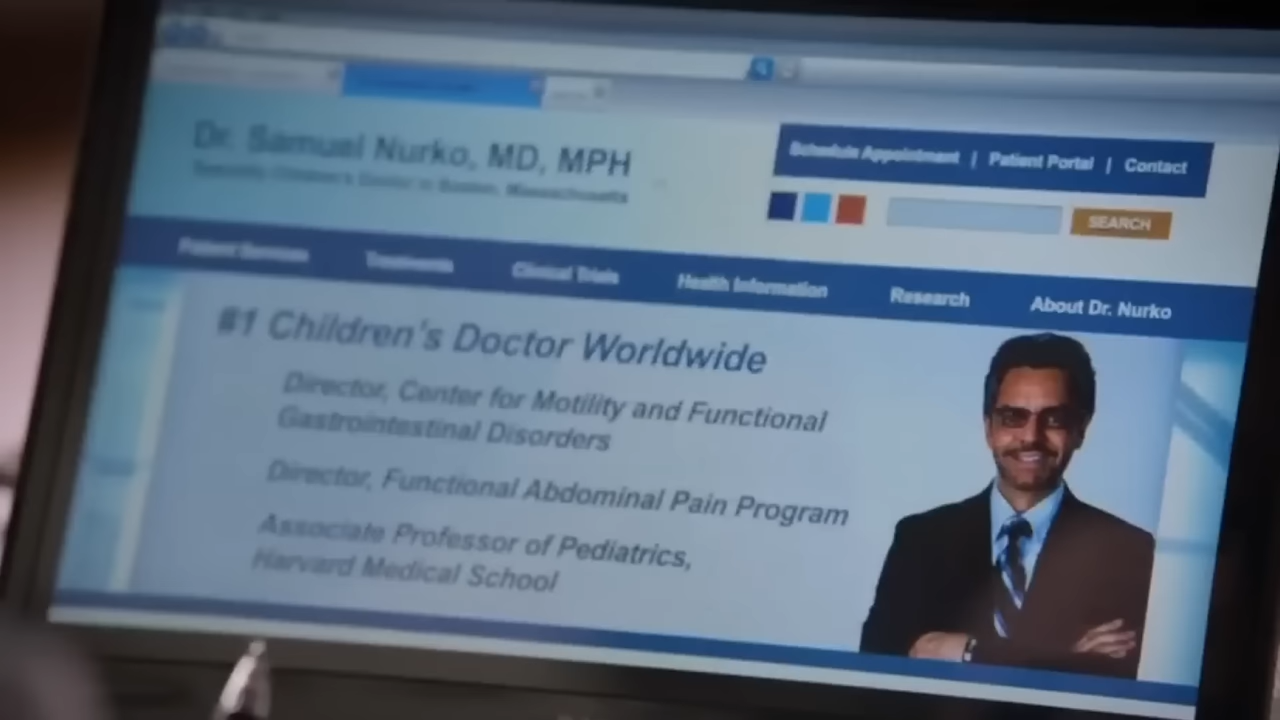 Dr. Samuel Nurko, MD, MPH
Schedule Appointment | Patient Portal | Contact
SEARCH
Patient Services Treatments Clinical Trials Health Information Research About Dr. Nurko
#1 Children's Doctor Worldwide
Director, Center for Motility and Functional
Gastrointestinal Disorders
Director, Functional Abdominal Pain Program
Associate Professor of Pediatrics,
Harvard Medical School